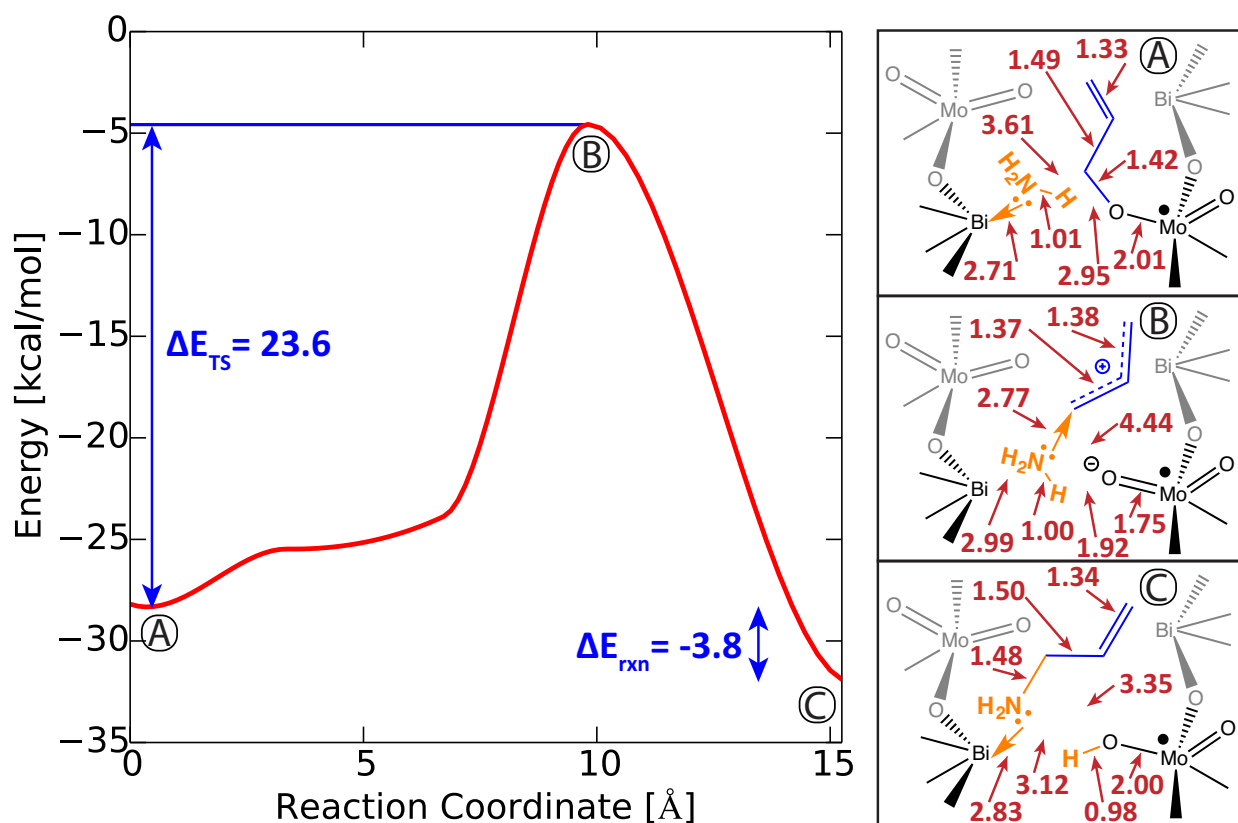 Energy [kcal/mol]
0
−5
−10
−15
−20
−25
−30
−35
0
5
10
15
Reaction Coordinate [Å]
ΔE_TS = 23.6
ΔE_rxn = -3.8
A
B
C
A
1.33
1.49
O
O
Mo
Bi
3.61
1.42
H₂N
H
O
O
O
O
Bi
Mo
1.01
2.71
2.95
2.01
B
1.38
1.37
O
O
Mo
+
Bi
2.77
4.44
O
O
H₂N
−
O
O
H
Bi
Mo
2.99
1.00
1.92
1.75
C
1.34
1.50
O
O
Mo
Bi
1.48
3.35
H₂N
O
O
O
O
Bi
H
Mo
3.12
2.00
2.83
0.98